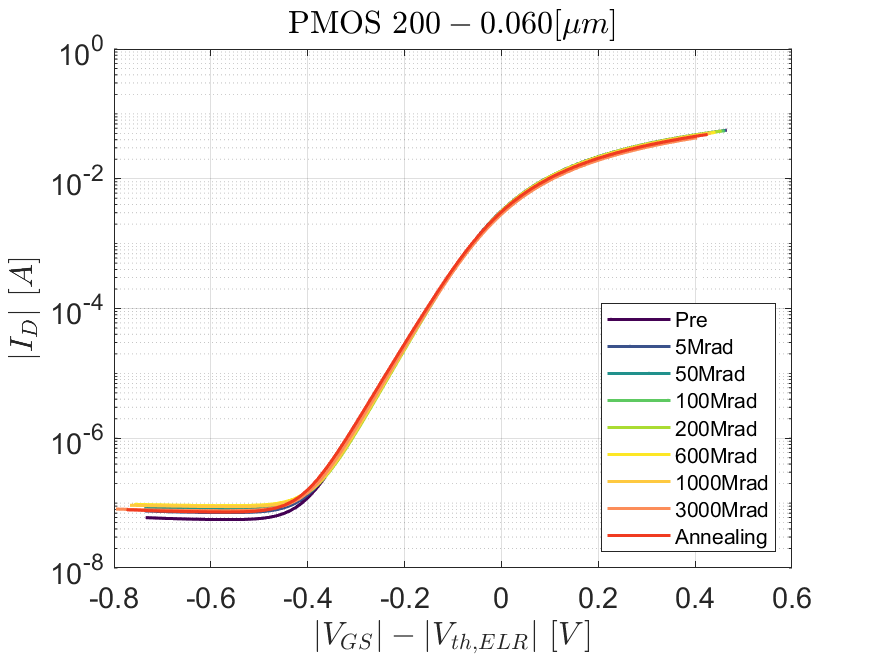 PMOS 200 − 0.060[μm]
10^0
10^-2
10^-4
10^-6
10^-8
|I_D| [A]
-0.8 -0.6 -0.4 -0.2 0 0.2 0.4 0.6
|V_GS| − |V_th,ELR| [V]
Pre
5Mrad
50Mrad
100Mrad
200Mrad
600Mrad
1000Mrad
3000Mrad
Annealing